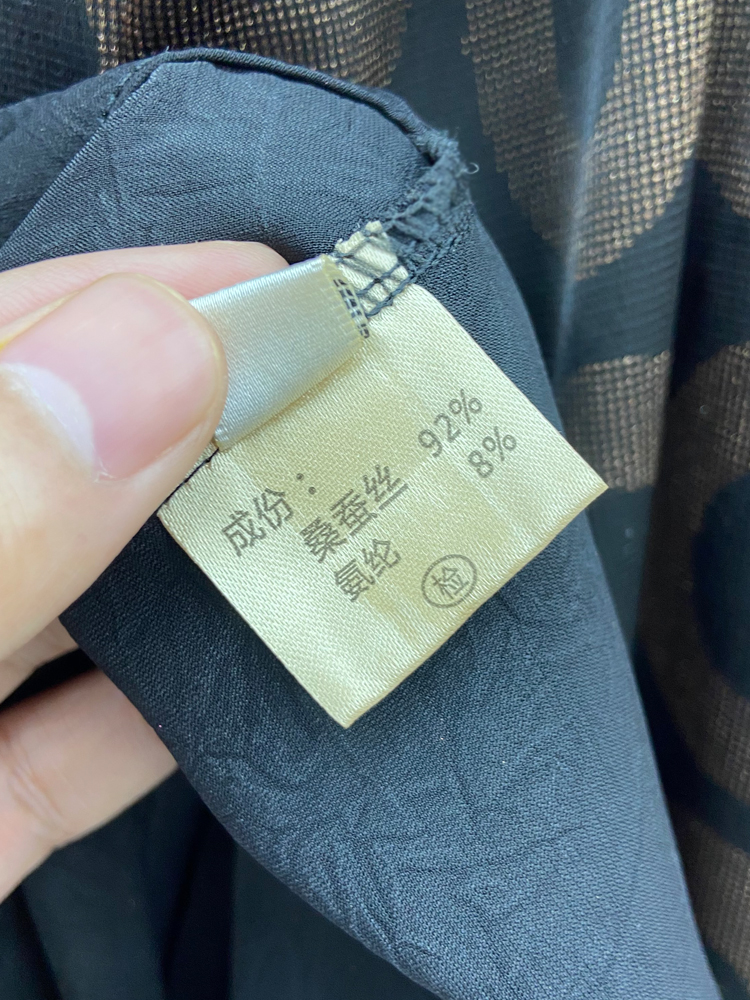 成份：
桑蚕丝 92%
氨纶 8%
检